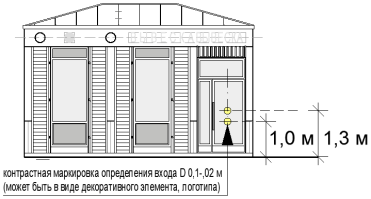 1,0 м
1,3 м
контрастная маркировка определения входа D 0,1-,02 м
(может быть в виде декоративного элемента, логотипа)